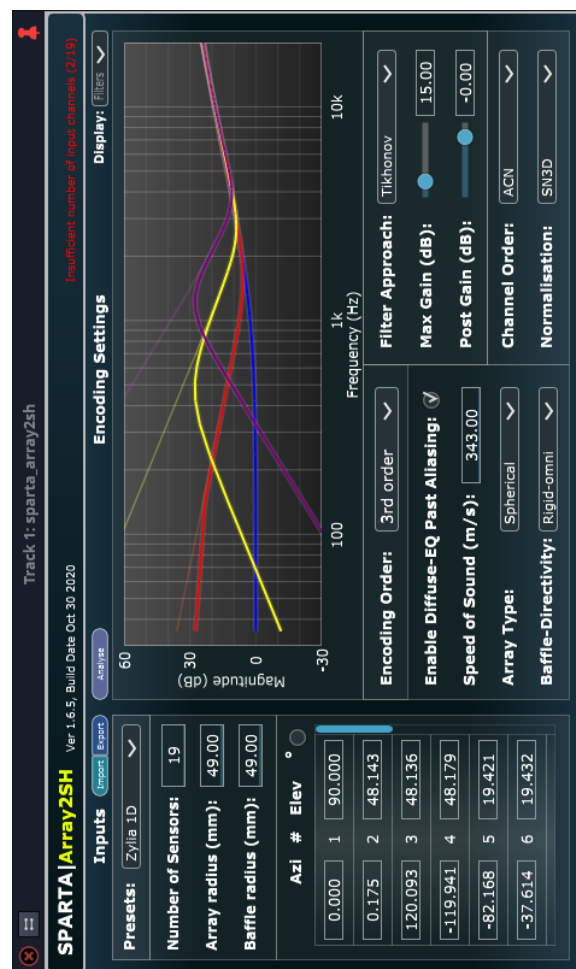 Track 1: sparta_array2sh
SPARTA|Array2SH Ver 1.6.5, Build Date Oct 30 2020
Insufficient number of input channels (2/19)
Inputs
Import Export
Presets: Zylia 1D
Number of Sensors: 19
Array radius (mm): 49.00
Baffle radius (mm): 49.00
Azi # Elev °
0.000 1 90.000
0.175 2 48.143
120.093 3 48.136
-119.941 4 48.179
-82.168 5 19.421
-37.614 6 19.432
Analyse
Encoding Settings
Display: Filters
Magnitude (dB)
60
30
0
-30
100 1k 10k
Frequency (Hz)
Encoding Order: 3rd order
Enable Diffuse-EQ Past Aliasing:
Speed of Sound (m/s): 343.00
Array Type: Spherical
Baffle-Directivity: Rigid-omni
Filter Approach: Tikhonov
Max Gain (dB): 15.00
Post Gain (dB): -0.00
Channel Order: ACN
Normalisation: SN3D